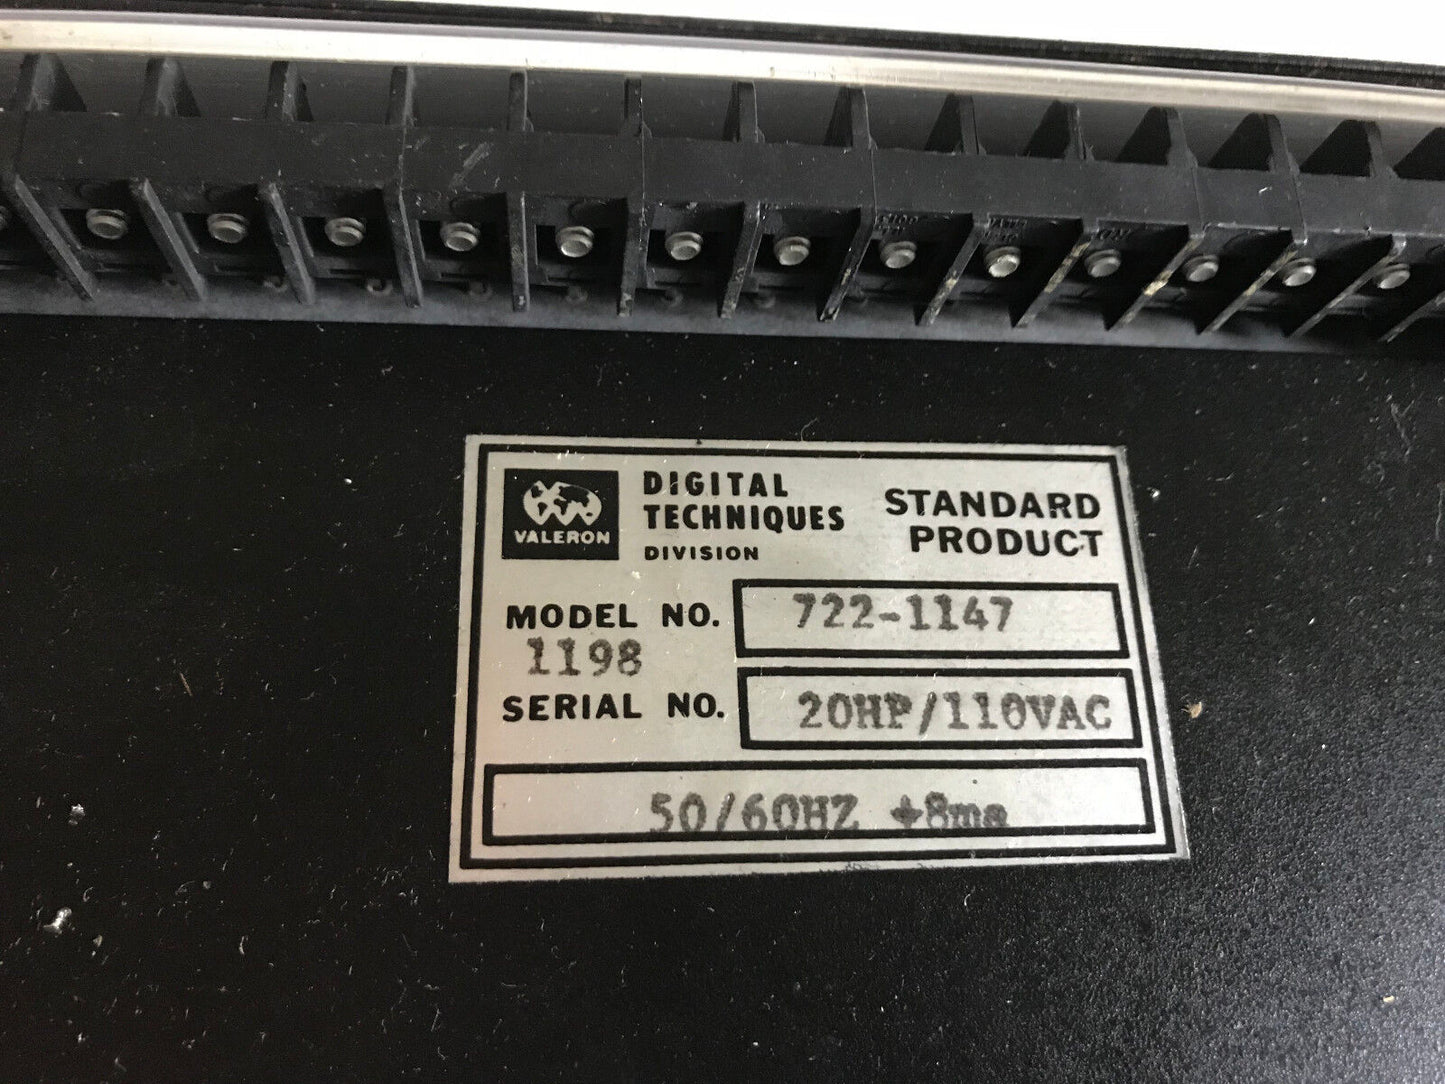 VALERON
DIGITAL
TECHNIQUES
DIVISION
STANDARD
PRODUCT
MODEL NO. 722-1147
1198
SERIAL NO. 20HP/110VAC
50/60HZ +8ma